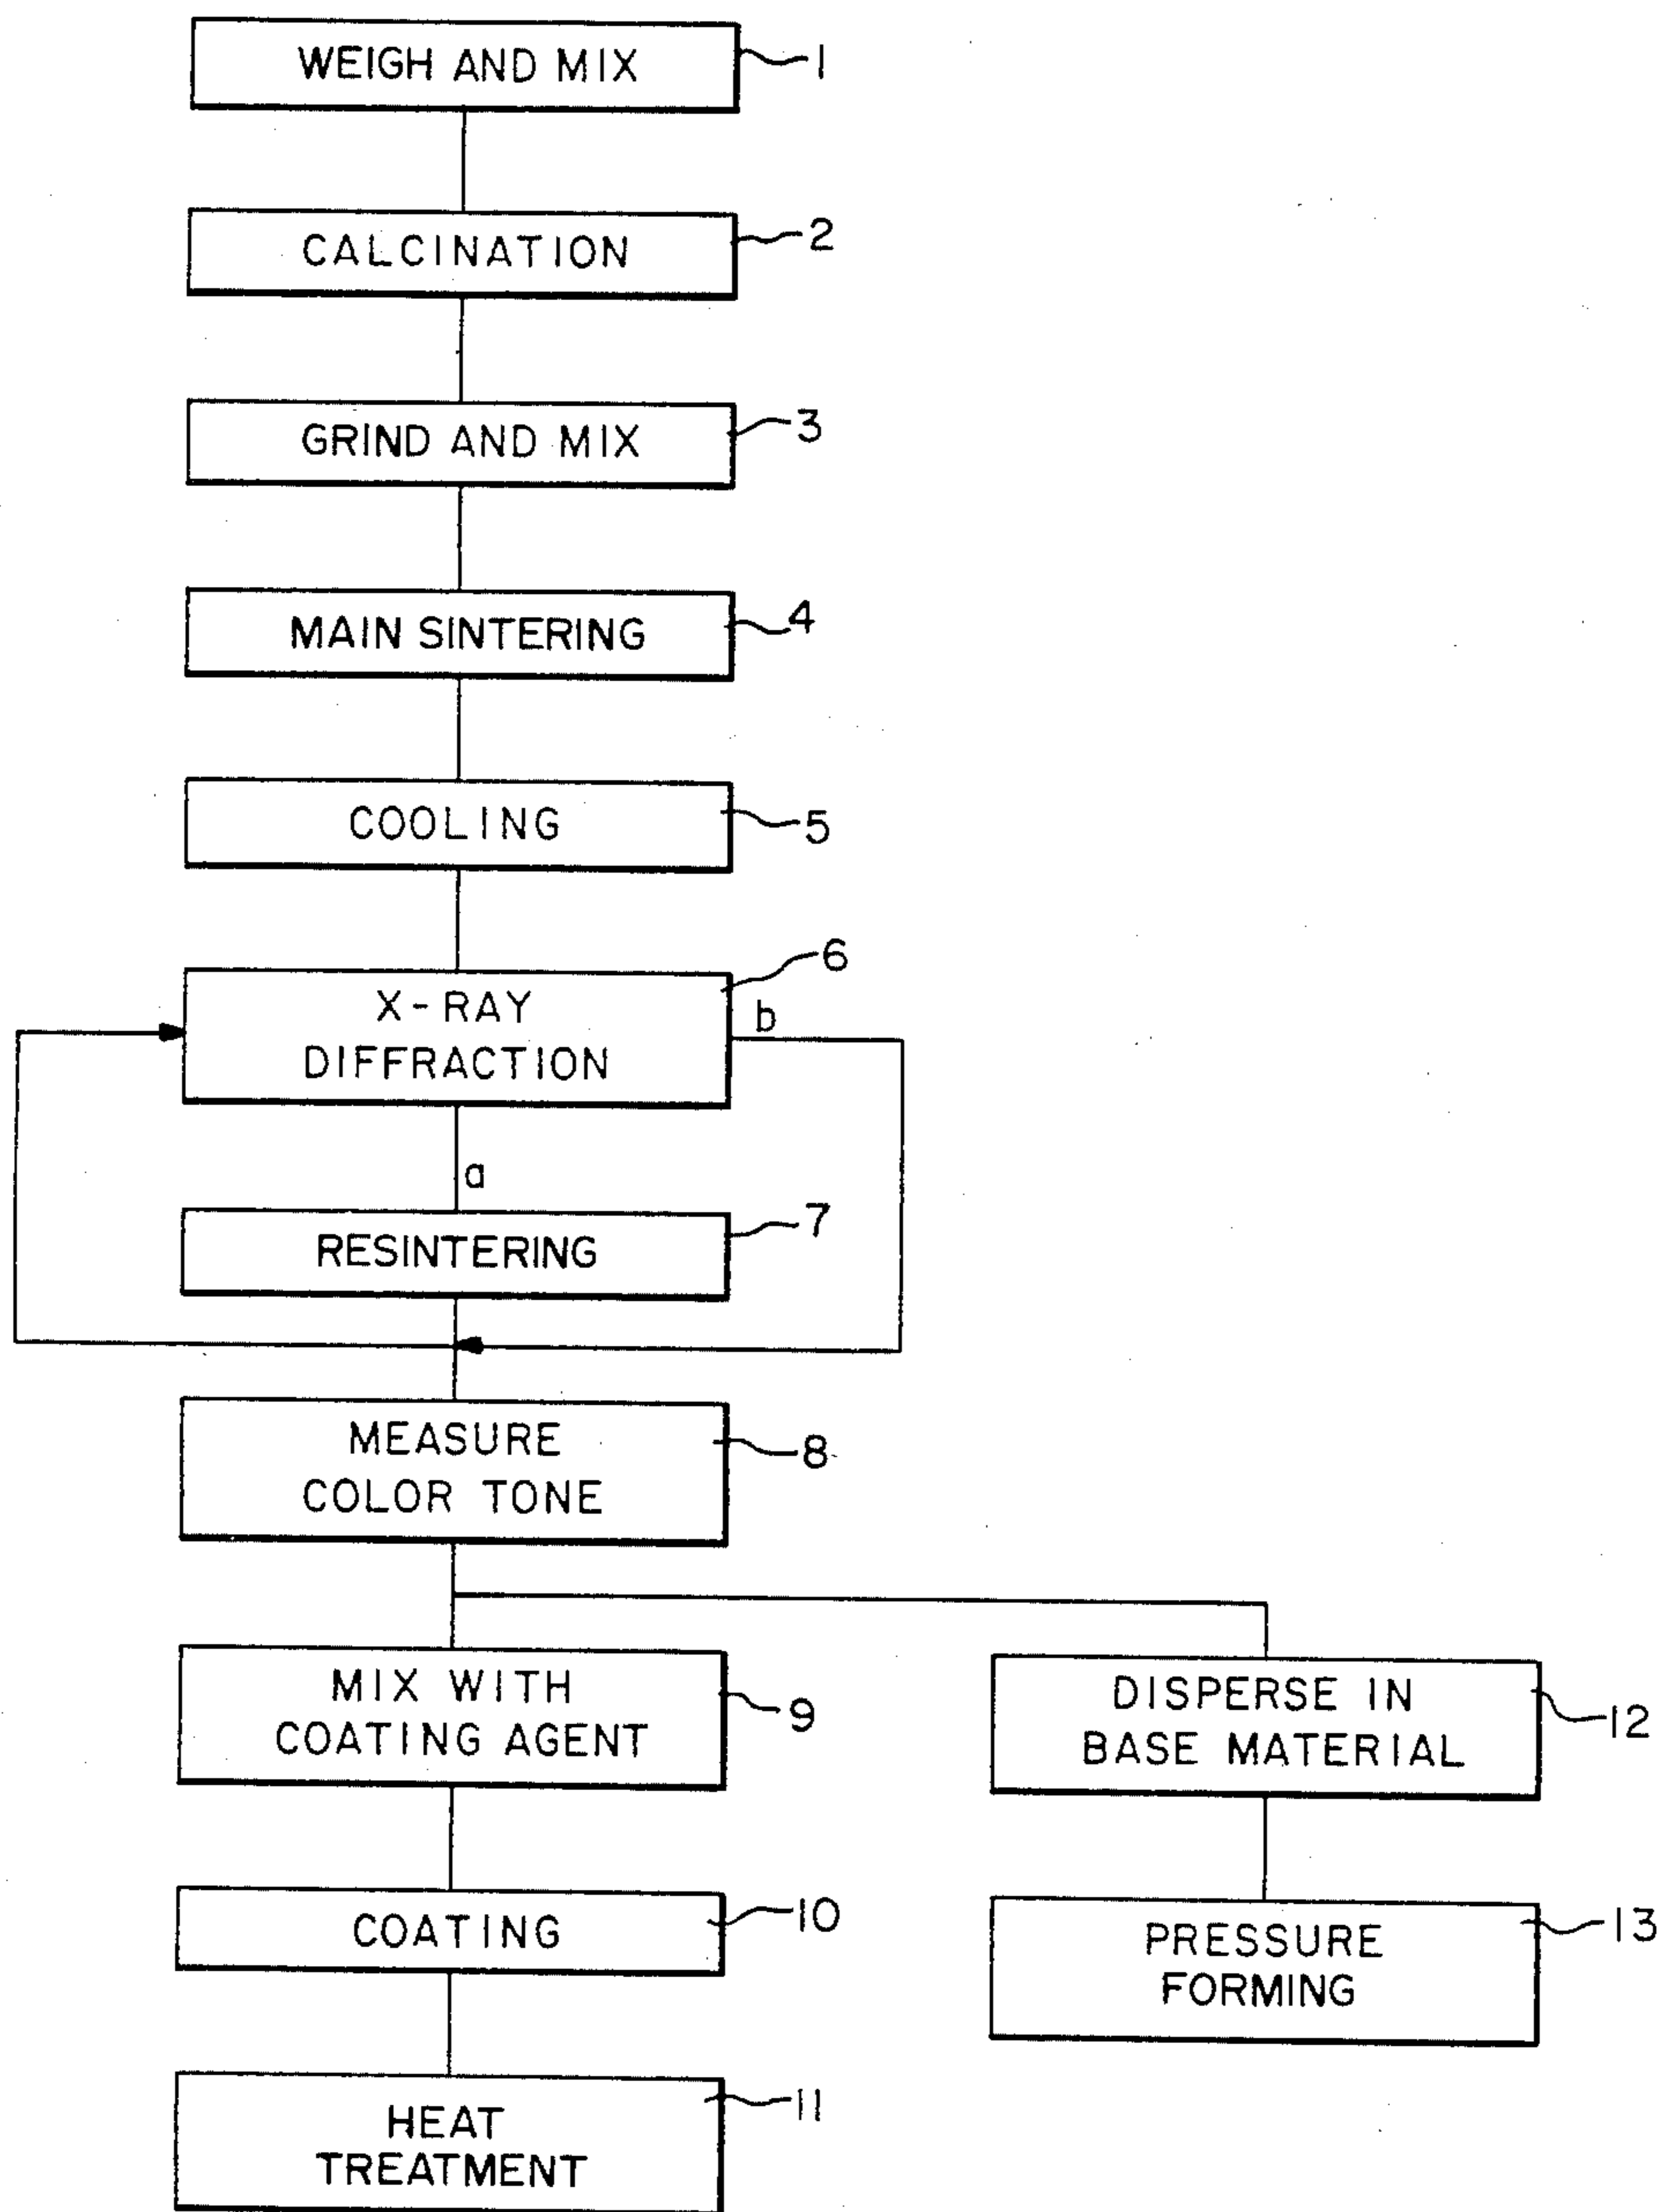 WEIGH AND MIX
1
CALCINATION
2
GRIND AND MIX
3
MAIN SINTERING
4
COOLING
5
X-RAY
DIFFRACTION
6
b
a
RESINTERING
7
MEASURE
COLOR TONE
8
MIX WITH
COATING AGENT
9
DISPERSE IN
BASE MATERIAL
12
COATING
10
PRESSURE
FORMING
13
HEAT
TREATMENT
11